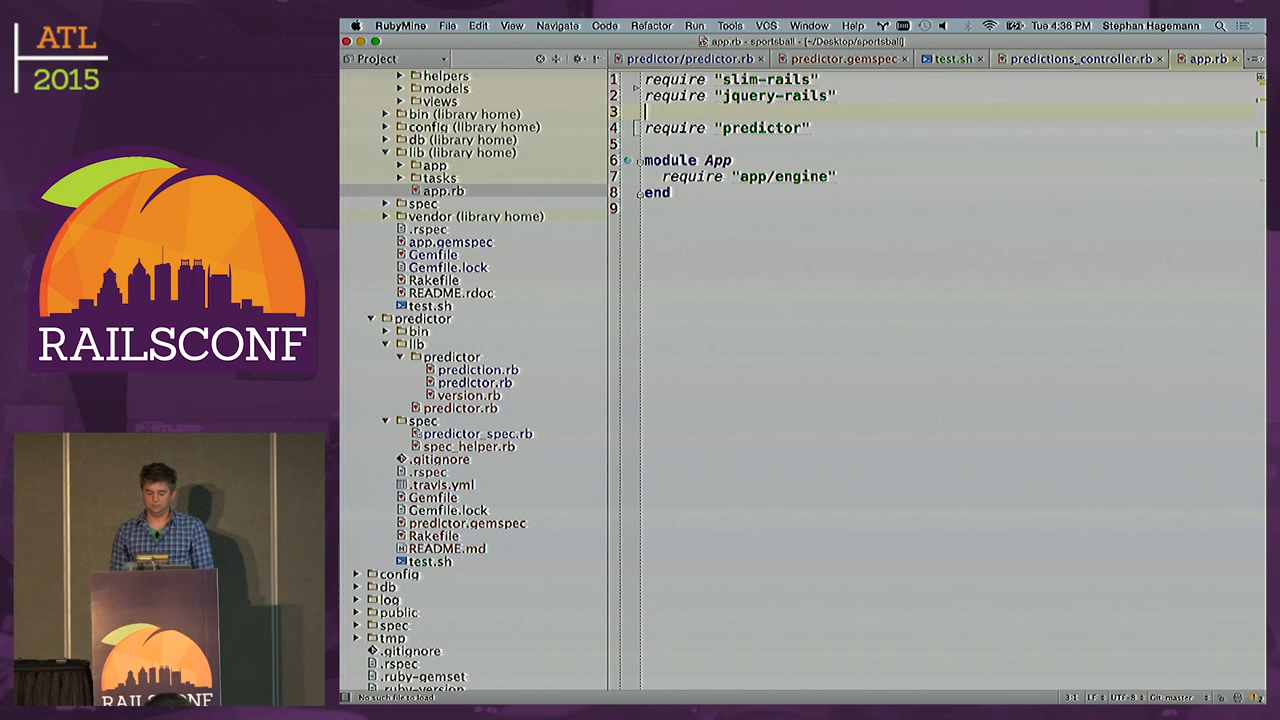 ATL
2015
RAILSCONF
RAILSCONF
RubyMine File Edit View Navigate Code Refactor Run Tools VCS Window Help Tue 4:36 PM Stephan Hagemann
app.rb - sportsball - [~/Desktop/sportsball]
Project
predictor/predictor.rb predictor.gemspec test.sh predictions_controller.rb app.rb
helpers
models
views
bin (library home)
config (library home)
db (library home)
lib (library home)
app
tasks
app.rb
spec
vendor (library home)
.rspec
app.gemspec
Gemfile
Gemfile.lock
Rakefile
README.rdoc
test.sh
predictor
bin
lib
predictor
prediction.rb
predictor.rb
version.rb
predictor.rb
spec
predictor_spec.rb
spec_helper.rb
.gitignore
.rspec
.travis.yml
Gemfile
Gemfile.lock
predictor.gemspec
Rakefile
README.md
test.sh
config
db
log
public
spec
tmp
.gitignore
.rspec
.ruby-gemset
.ruby-version
1 require "slim-rails"
2 require "jquery-rails"
3
4 require "predictor"
5
6 module App
7 require "app/engine"
8 end
9
No such file to load
3:1 LF UTF-8 Git: master